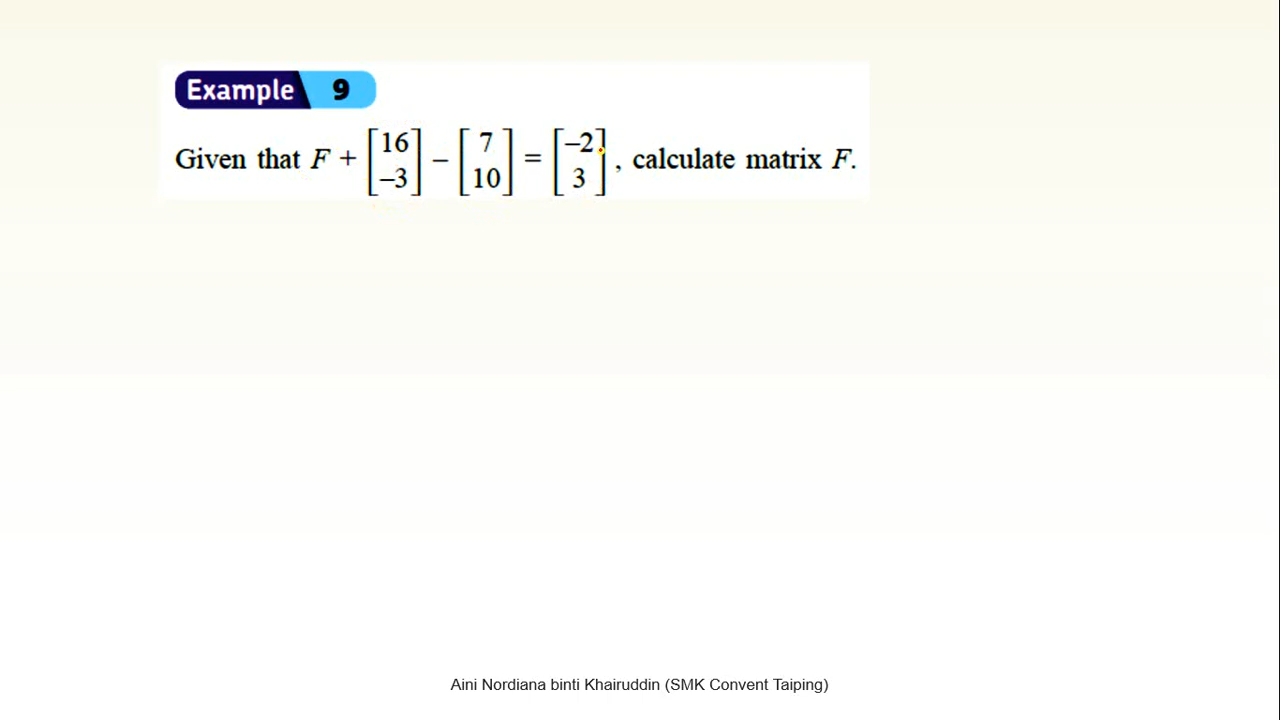 Example 9
Given that F + [16 -3] – [7 10] = [–2 3], calculate matrix F.
Aini Nordiana binti Khairuddin (SMK Convent Taiping)